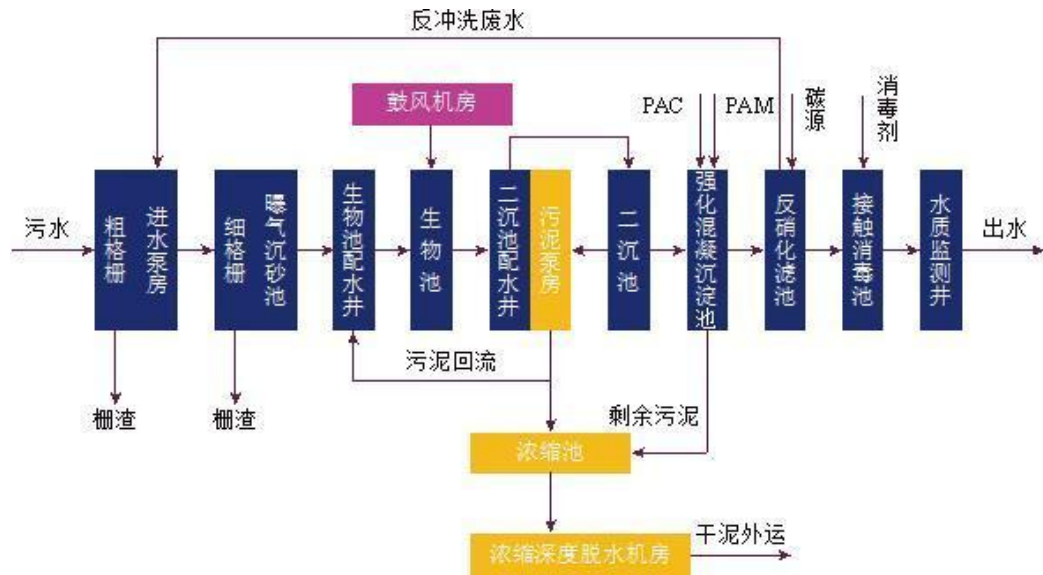 反冲洗废水
鼓风机房
PAC
PAM
碳源
消毒剂
污水
粗格栅
进水泵房
细格栅
曝气沉砂池
生物池配水井
生物池
二沉池配水井
污泥泵房
二沉池
强化混凝沉淀池
反硝化滤池
接触消毒池
水质监测井
出水
污泥回流
栅渣
栅渣
剩余污泥
浓缩池
浓缩深度脱水机房
干泥外运